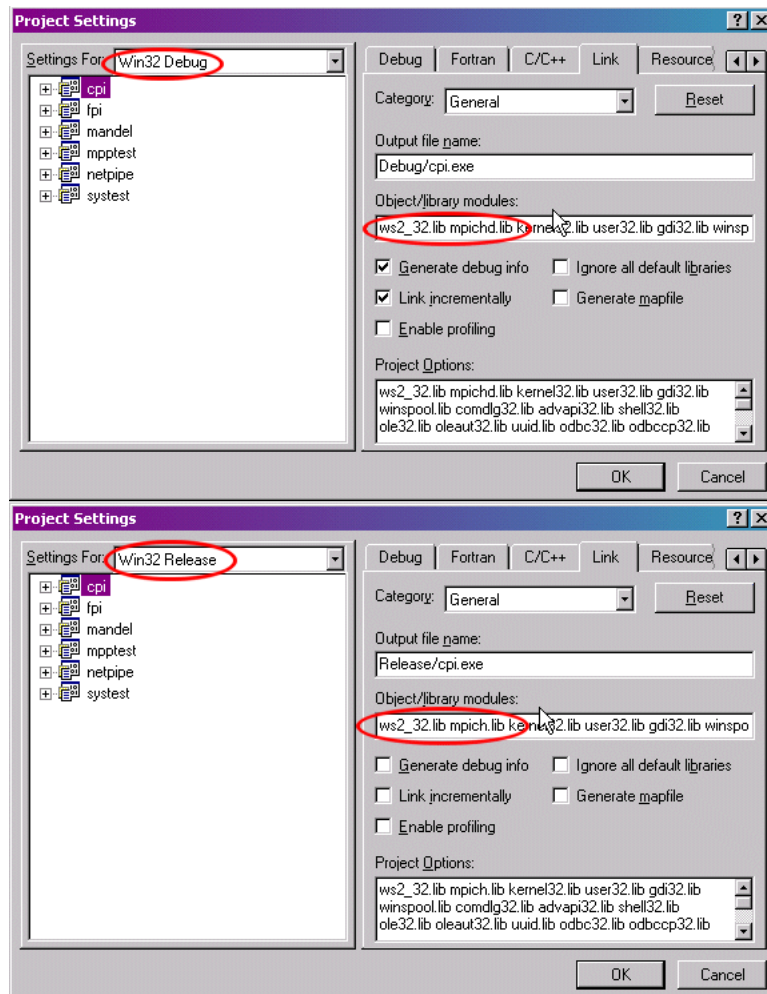 Project Settings
Settings For: Win32 Debug
cpi
fpi
mandel
mpptest
netpipe
systest
Debug Fortran C/C++ Link Resource
Category: General Reset
Output file name:
Debug/cpi.exe
Object/library modules:
ws2_32.lib mpichd.lib kernel32.lib user32.lib gdi32.lib winsp
Generate debug info Ignore all default libraries
Link incrementally Generate mapfile
Enable profiling
Project Options:
ws2_32.lib mpichd.lib kernel32.lib user32.lib gdi32.lib
winspool.lib comdlg32.lib advapi32.lib shell32.lib
ole32.lib oleaut32.lib uuid.lib odbc32.lib odbccp32.lib
OK Cancel
Project Settings
Settings For: Win32 Release
cpi
fpi
mandel
mpptest
netpipe
systest
Debug Fortran C/C++ Link Resource
Category: General Reset
Output file name:
Release/cpi.exe
Object/library modules:
ws2_32.lib mpich.lib kernel32.lib user32.lib gdi32.lib winspo
Generate debug info Ignore all default libraries
Link incrementally Generate mapfile
Enable profiling
Project Options:
ws2_32.lib mpich.lib kernel32.lib user32.lib gdi32.lib
winspool.lib comdlg32.lib advapi32.lib shell32.lib
ole32.lib oleaut32.lib uuid.lib odbc32.lib odbccp32.lib
OK Cancel